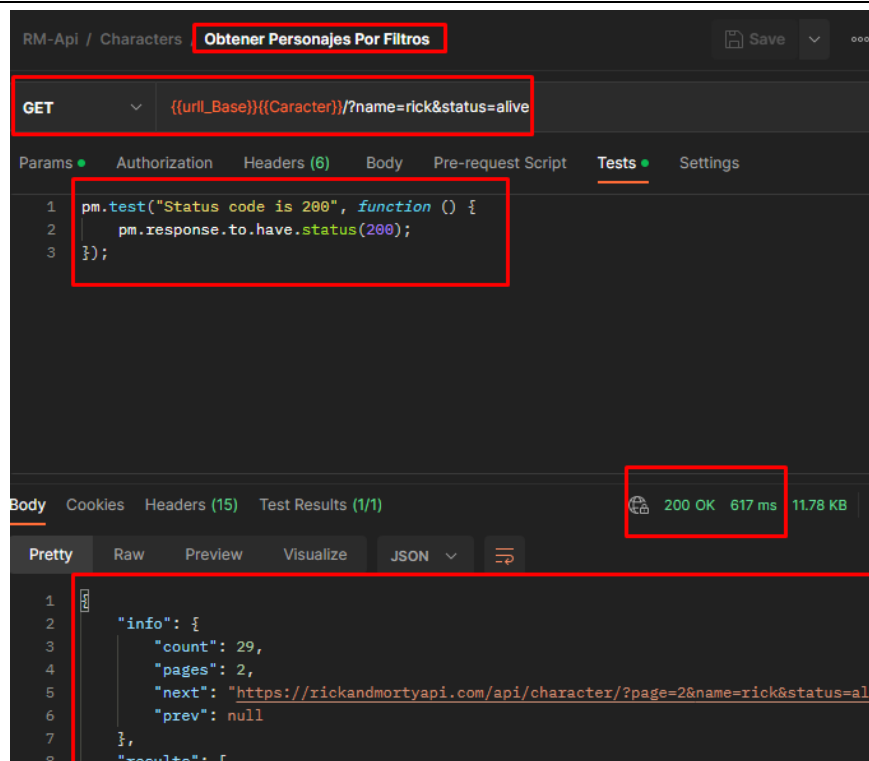 RM-Api / Characters / Obtener Personajes Por Filtros
Save
GET {{urll_Base}}{{Caracter}}/?name=rick&status=alive
Params Authorization Headers (6) Body Pre-request Script Tests Settings
1 pm.test("Status code is 200", function () {
2 pm.response.to.have.status(200);
3 });
Body Cookies Headers (15) Test Results (1/1) 200 OK 617 ms 11.78 KB
Pretty Raw Preview Visualize JSON
1 {
2 "info": {
3 "count": 29,
4 "pages": 2,
5 "next": "https://rickandmortyapi.com/api/character/?page=2&name=rick&status=al
6 "prev": null
7 },
8 "results": [